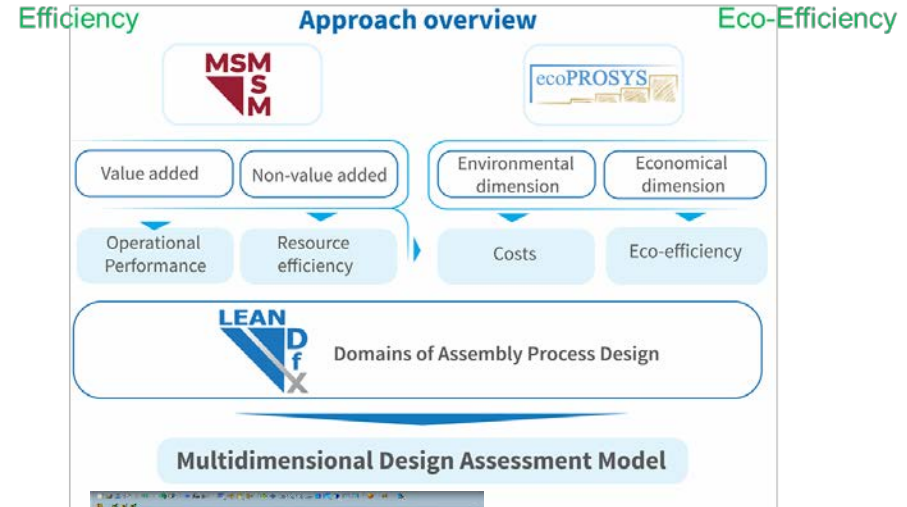 Efficiency
Approach overview
Eco-Efficiency
MSM
S
M
ecoPROSYS
Value added
Non-value added
Environmental
dimension
Economical
dimension
Operational
Performance
Resource
efficiency
Costs
Eco-efficiency
LEAN
D
f
X
Domains of Assembly Process Design
Multidimensional Design Assessment Model